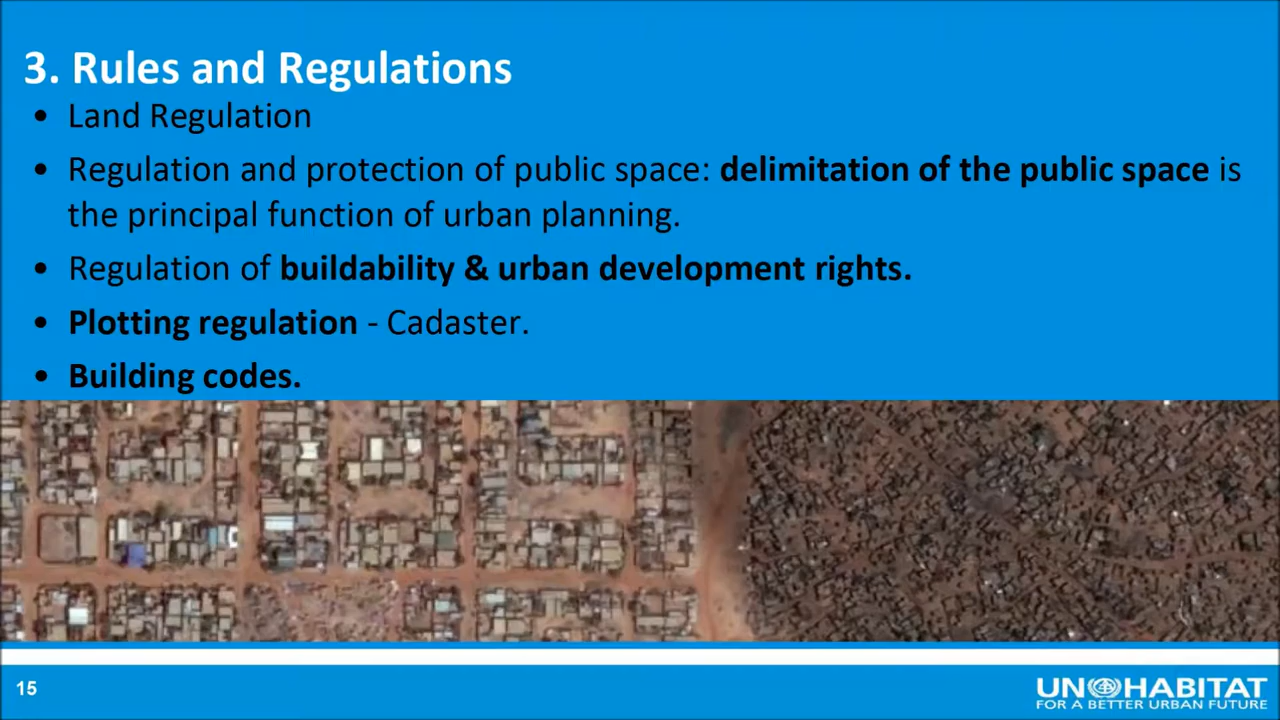 3. Rules and Regulations
• Land Regulation
• Regulation and protection of public space: delimitation of the public space is
the principal function of urban planning.
• Regulation of buildability & urban development rights.
• Plotting regulation - Cadaster.
• Building codes.
15
UN HABITAT
FOR A BETTER URBAN FUTURE